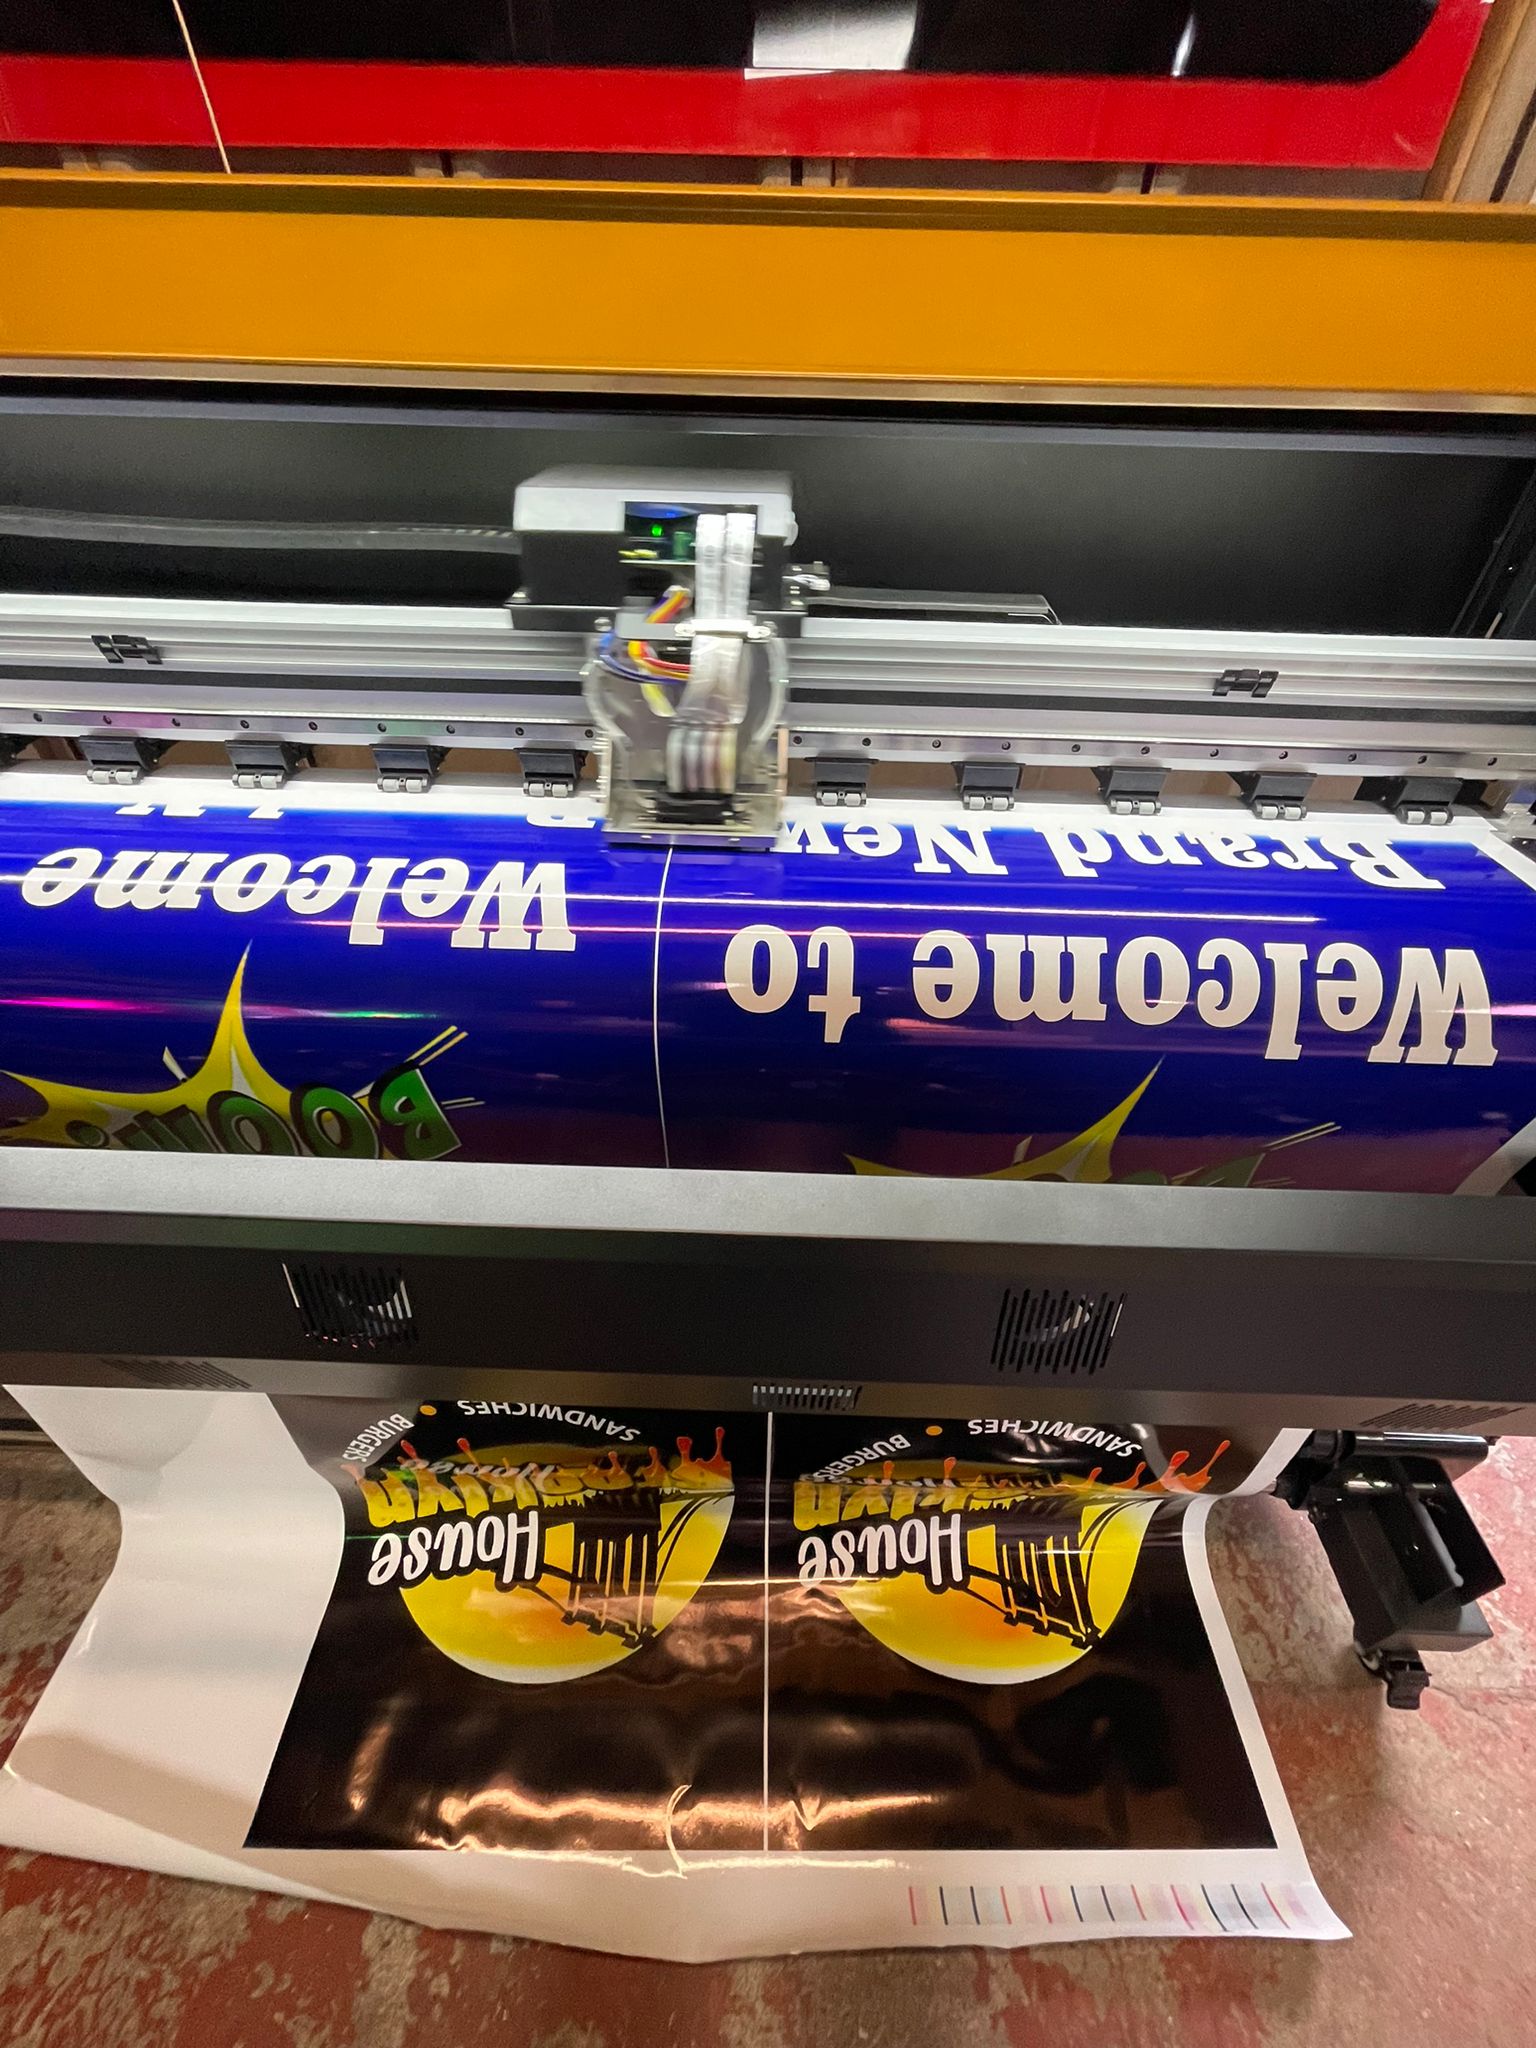 House
SANDWICHES • BURGERS
House
SANDWICHES • BURGERS
Welcome to
Brand New
BOOM!
Welcome